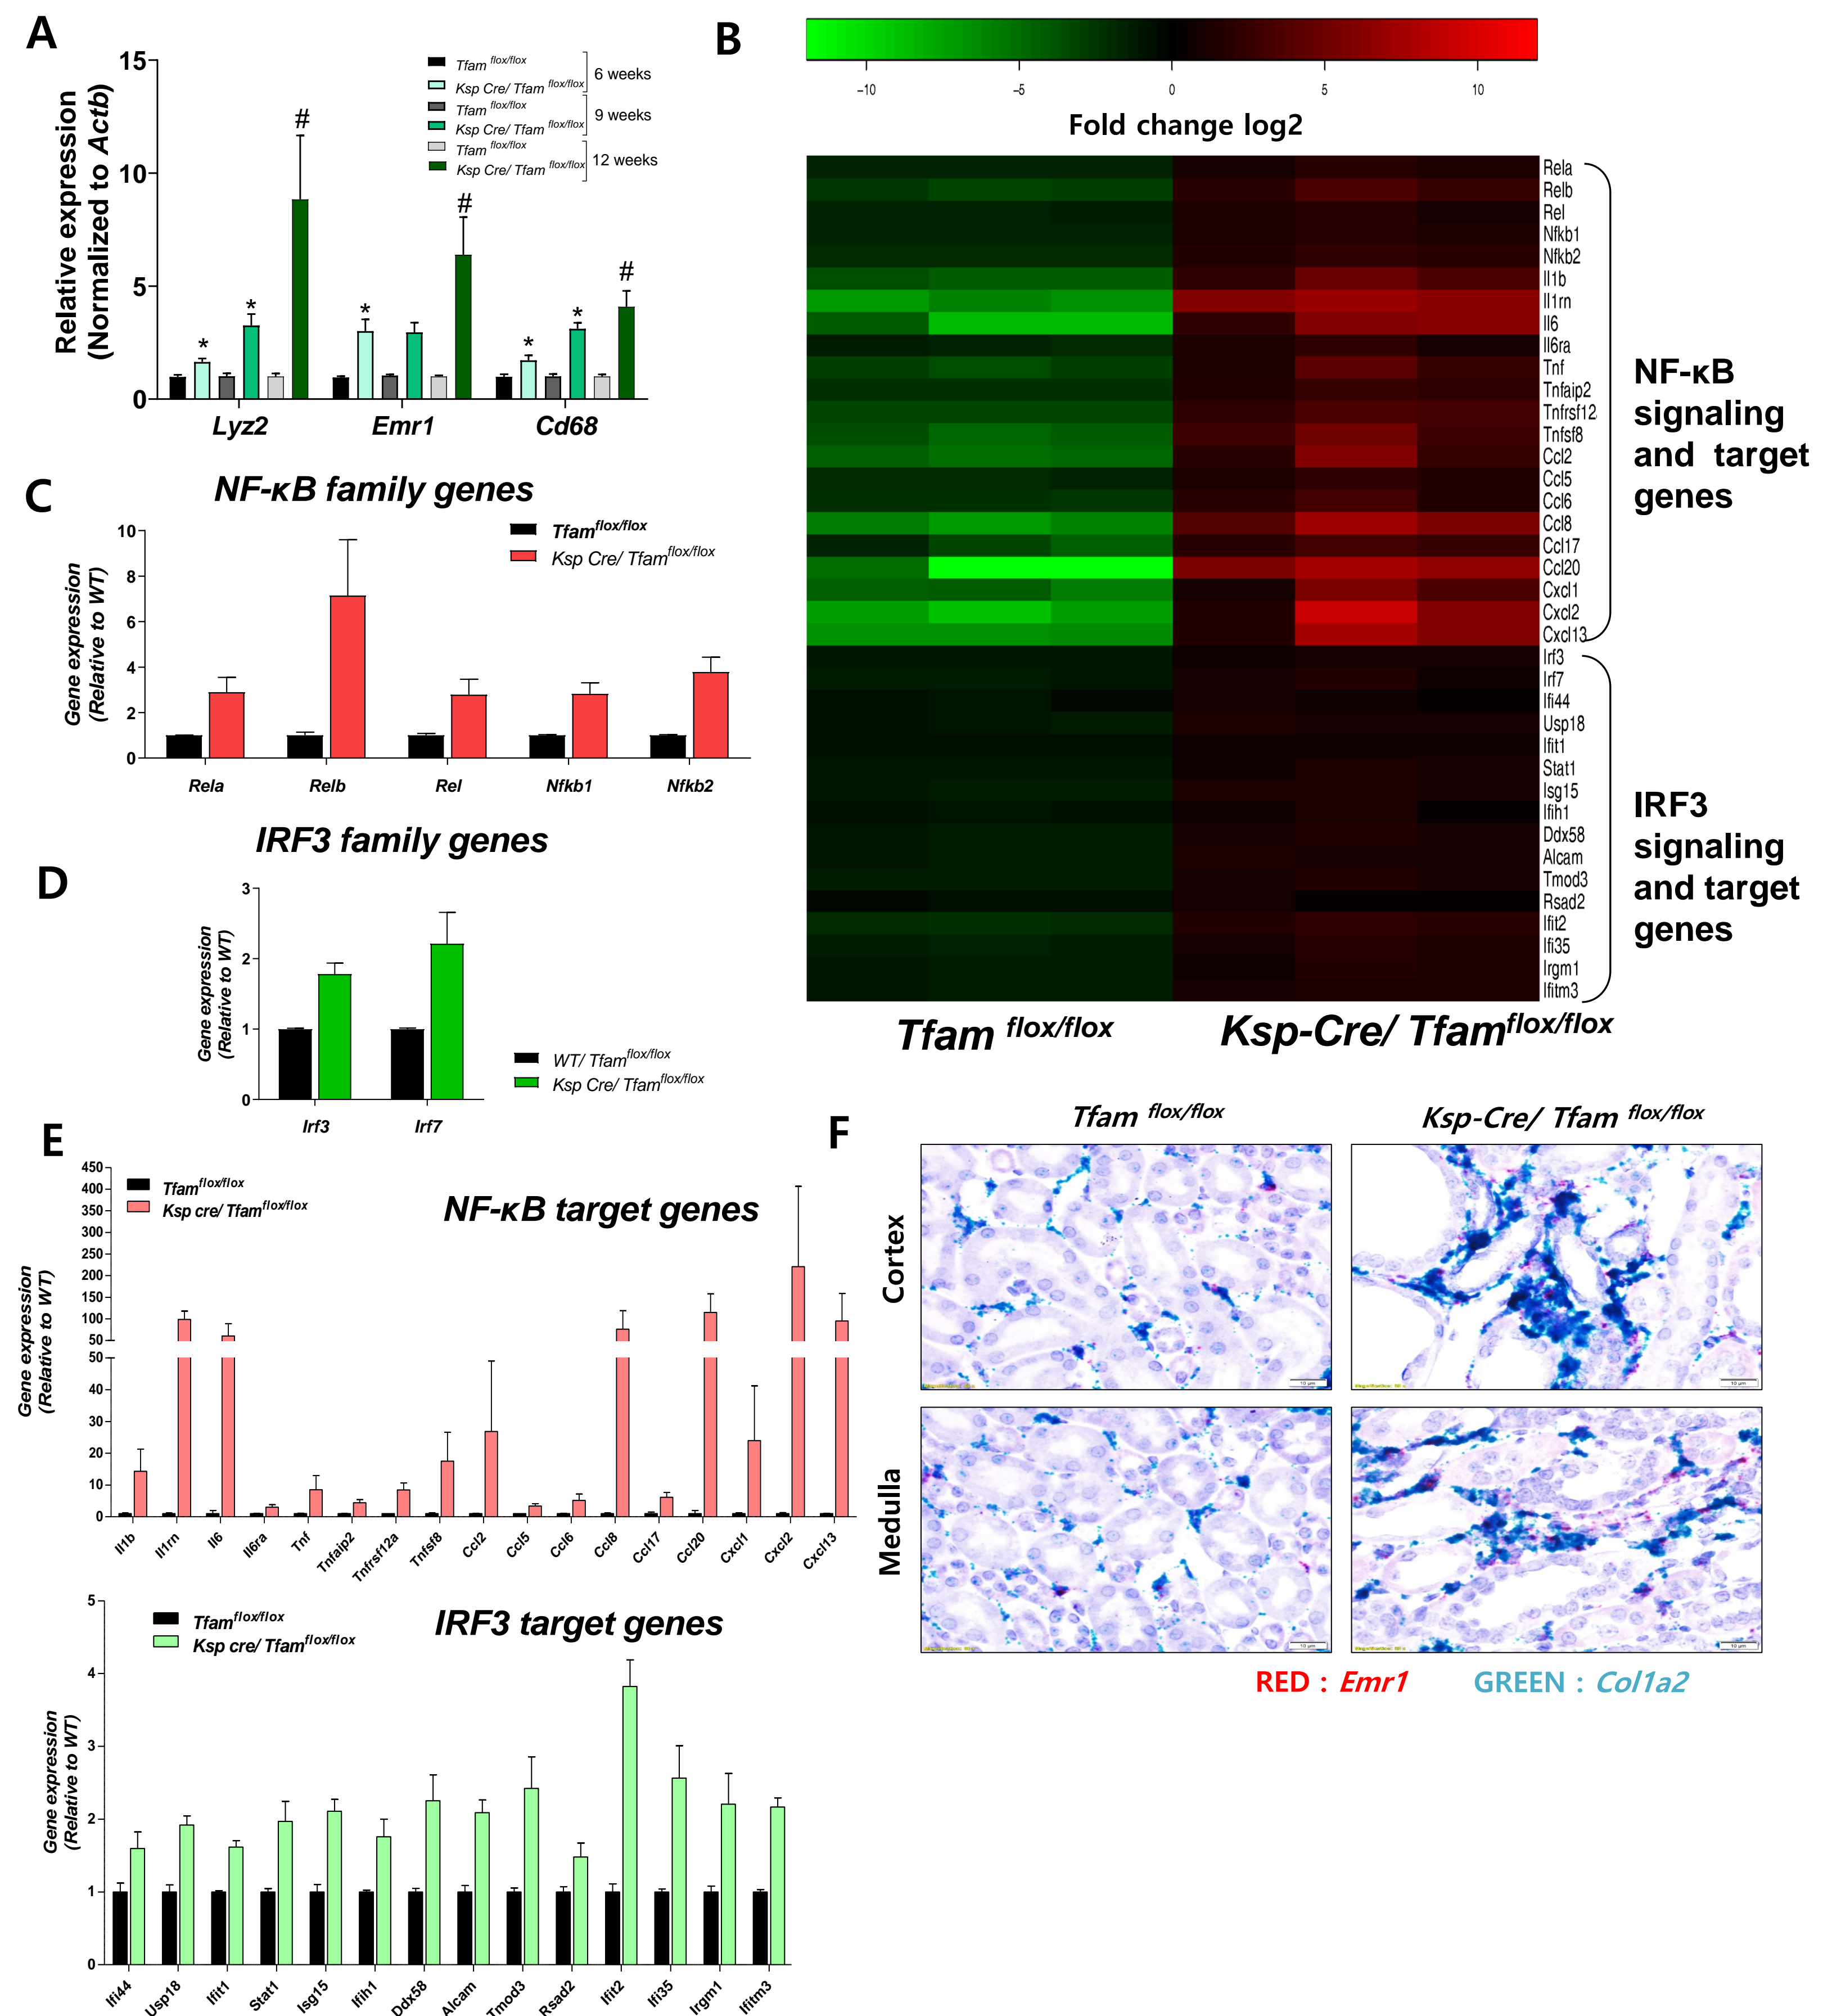 A
15
10
5
0
Relative expression
(Normalized to Actb)
Tfam flox/flox
Ksp Cre/ Tfam flox/flox
6 weeks
Tfam flox/flox
Ksp Cre/ Tfam flox/flox
9 weeks
Tfam flox/flox
Ksp Cre/ Tfam flox/flox
12 weeks
* * #
* #
* * #
Lyz2 Emr1 Cd68
B
−10 −5 0 5 10
Fold change log2
Rela
Relb
Rel
Nfkb1
Nfkb2
Il1b
Il1rn
Il6
Il6ra
Tnf
Tnfaip2
Tnfrsf12
Tnfsf8
Ccl2
Ccl5
Ccl6
Ccl8
Ccl17
Ccl20
Cxcl1
Cxcl2
Cxcl13
Irf3
Irf7
Ifi44
Usp18
Ifit1
Stat1
Isg15
Ifih1
Ddx58
Alcam
Tmod3
Rsad2
Ifit2
Ifi35
Irgm1
Ifitm3
NF-κB
signaling
and target
genes
IRF3
signaling
and target
genes
Tfam flox/flox
Ksp-Cre/ Tfamflox/flox
C
NF-κB family genes
Tfamflox/flox
Ksp Cre/ Tfamflox/flox
Gene expression
(Relative to WT)
10
8
6
4
2
0
Rela Relb Rel Nfkb1 Nfkb2
D
IRF3 family genes
Gene expression
(Relative to WT)
3
2
1
0
Irf3 Irf7
WT/ Tfamflox/flox
Ksp Cre/ Tfamflox/flox
E
Tfamflox/flox
Ksp cre/ Tfamflox/flox
NF-κB target genes
Gene expression
(Relative to WT)
450
400
350
300
250
200
150
100
50
50
40
30
20
10
0
Il1b Il1rn Il6 Il6ra Tnf Tnfaip2 Tnfrsf12a Tnfsf8 Ccl2 Ccl5 Ccl6 Ccl8 Ccl17 Ccl20 Cxcl1 Cxcl2 Cxcl13
Tfamflox/flox
Ksp cre/ Tfamflox/flox
IRF3 target genes
Gene expression
(Relative to WT)
5
4
3
2
1
0
Ifi44 Usp18 Ifit1 Stat1 Isg15 Ifih1 Ddx58 Alcam Tmod3 Rsad2 Ifit2 Ifi35 Irgm1 Ifitm3
F
Tfam flox/flox
Ksp-Cre/ Tfam flox/flox
Cortex
10 µm
10 µm
Medulla
10 µm
10 µm
RED : Emr1
GREEN : Col1a2